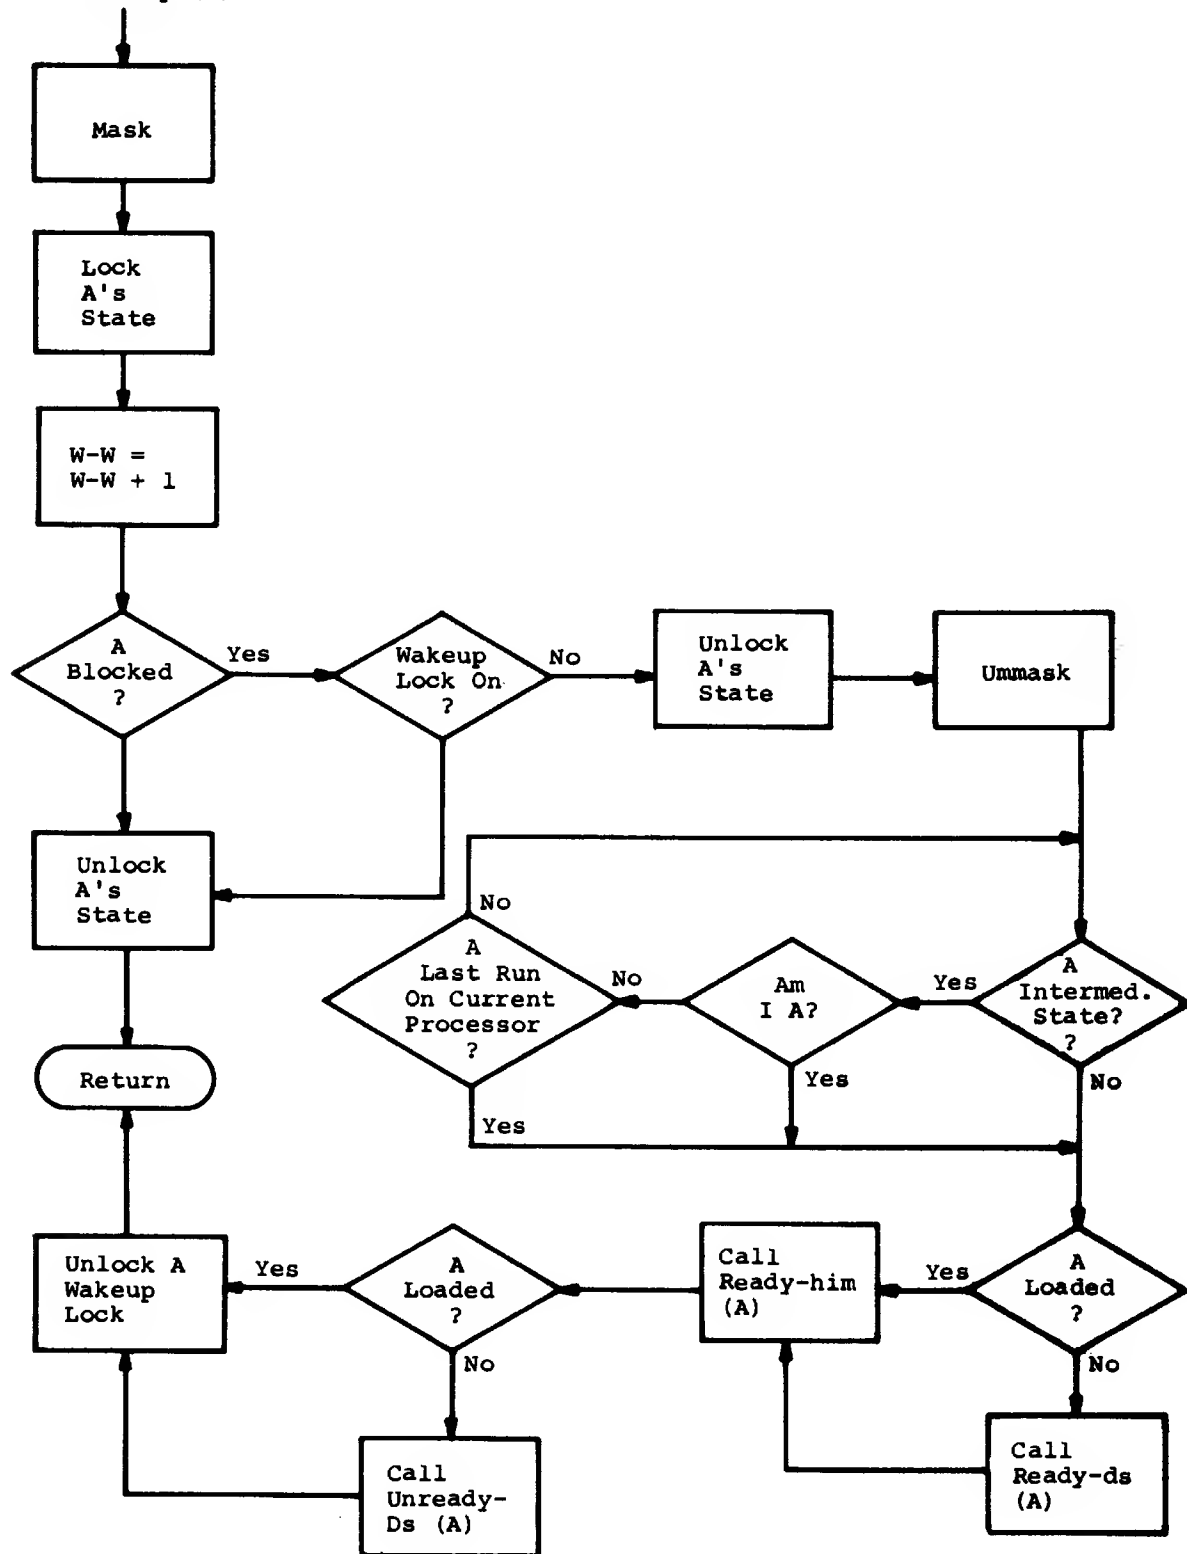 Mask
Lock
A's
State
W-W =
W-W + 1
A
Blocked
?
Yes
Wakeup
Lock On
?
No
Unlock
A's
State
Ummask
Unlock
A's
State
No
A
Last Run
On Current
Processor
?
No
Am
I A?
Yes
A
Intermed.
State?
?
Return
Yes
Yes
No
Unlock A
Wakeup
Lock
Yes
A
Loaded
?
No
Call
Ready-him
(A)
Yes
A
Loaded
?
No
Call
Unready-
Ds (A)
Call
Ready-ds
(A)